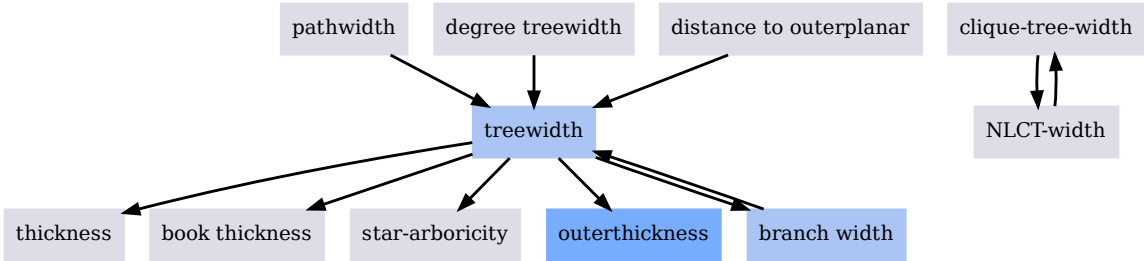 pathwidth
degree treewidth
distance to outerplanar
clique-tree-width
treewidth
NLCT-width
thickness
book thickness
star-arboricity
outerthickness
branch width